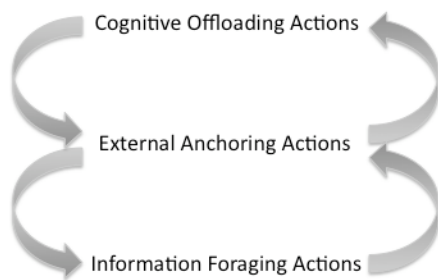 Cognitive Offloading Actions
External Anchoring Actions
Information Foraging Actions